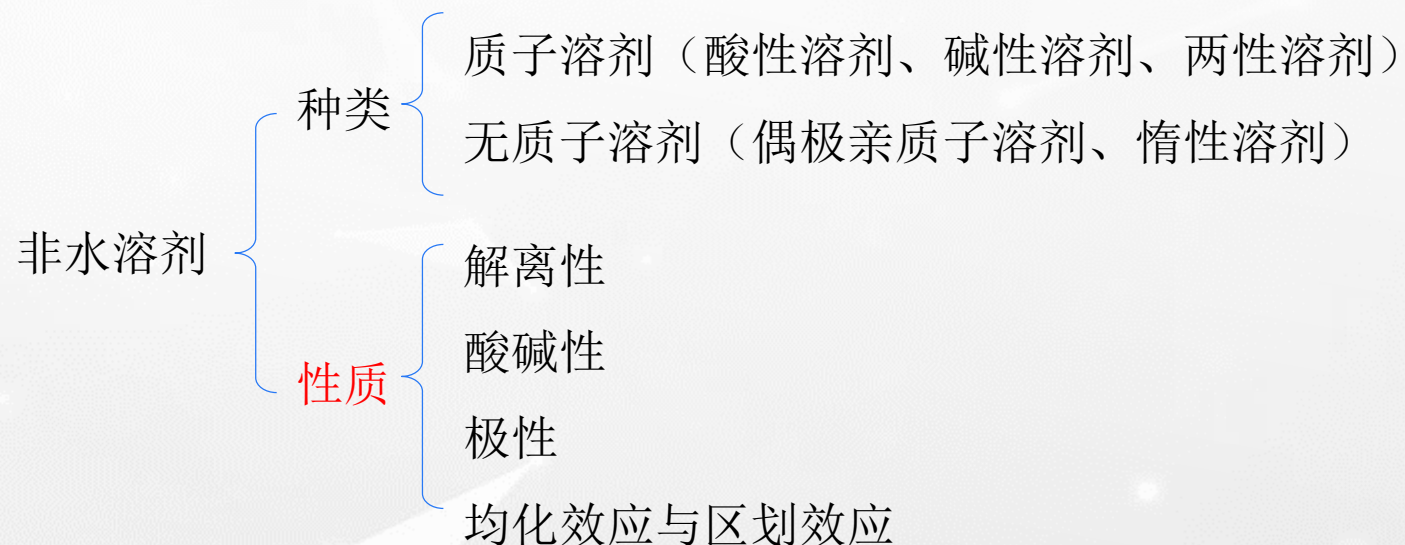 质子溶剂（酸性溶剂、碱性溶剂、两性溶剂）
种类
无质子溶剂（偶极亲质子溶剂、惰性溶剂）
非水溶剂
解离性
酸碱性
性质
极性
均化效应与区划效应